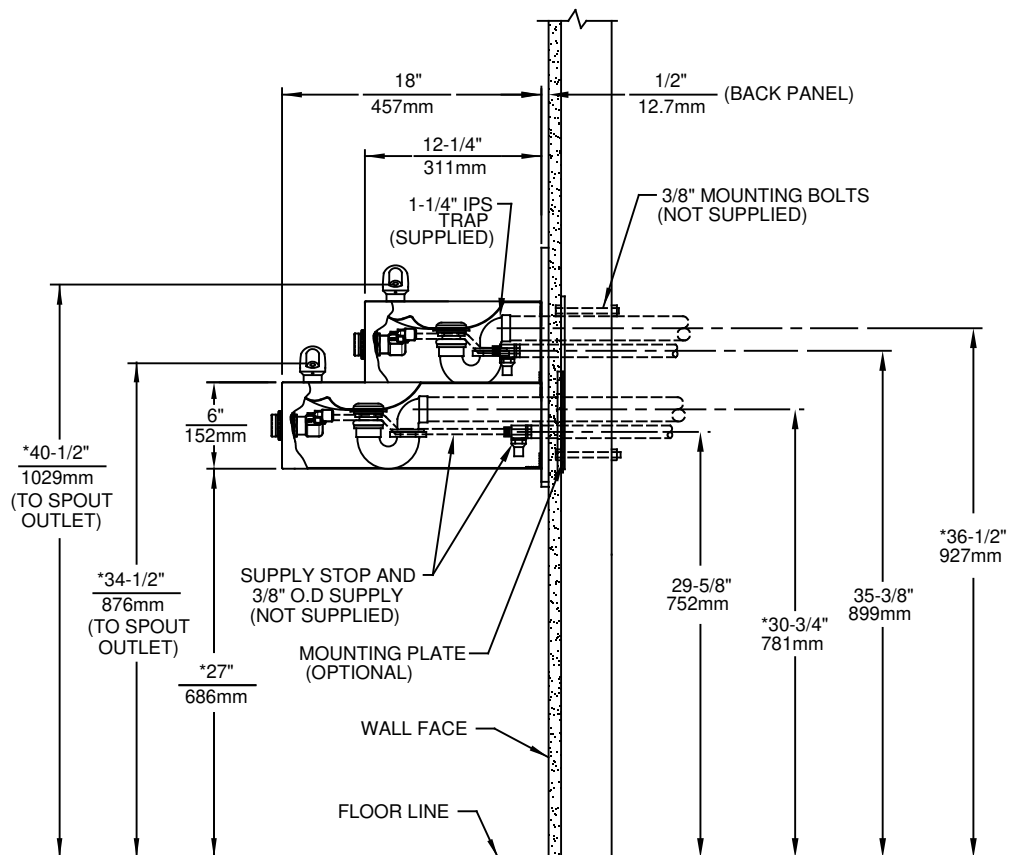 18"
457mm
1/2"
12.7mm
(BACK PANEL)
12-1/4"
311mm
1-1/4" IPS
TRAP
(SUPPLIED)
3/8" MOUNTING BOLTS
(NOT SUPPLIED)
6"
152mm
*40-1/2"
1029mm
(TO SPOUT
OUTLET)
*34-1/2"
876mm
(TO SPOUT
OUTLET)
*27"
686mm
SUPPLY STOP AND
3/8" O.D SUPPLY
(NOT SUPPLIED)
MOUNTING PLATE
(OPTIONAL)
WALL FACE
FLOOR LINE
29-5/8"
752mm
*30-3/4"
781mm
35-3/8"
899mm
*36-1/2"
927mm